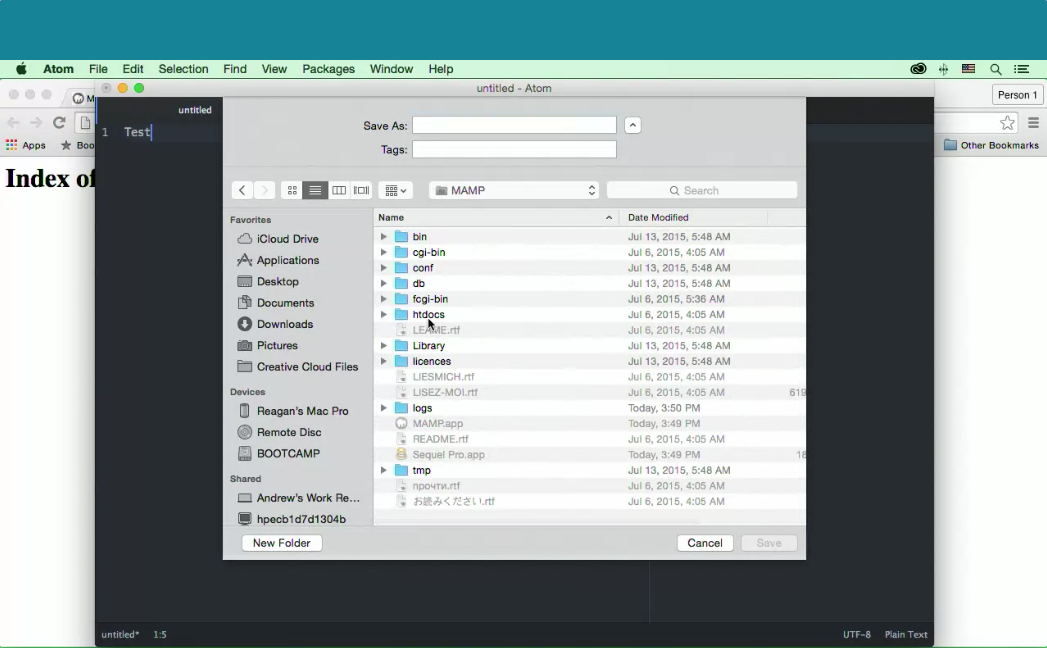 Atom File Edit Selection Find View Packages Window Help
untitled - Atom
Person 1
untitled
Apps
Other Bookmarks
1 Test
Save As:
Tags:
MAMP
Search
Index of
Favorites
iCloud Drive
Applications
Desktop
Documents
Downloads
Pictures
Creative Cloud Files
Devices
Reagan's Mac Pro
Remote Disc
BOOTCAMP
Shared
Andrew's Work Re...
hpecb1d7d1304b
Name Date Modified
bin Jul 13, 2015, 5:48 AM
cgi-bin Jul 6, 2015, 4:05 AM
conf Jul 13, 2015, 5:48 AM
db Jul 13, 2015, 5:48 AM
fcgi-bin Jul 6, 2015, 5:36 AM
htdocs Jul 6, 2015, 4:05 AM
LEAME.rtf Jul 6, 2015, 4:05 AM
Library Jul 13, 2015, 5:48 AM
licences Jul 13, 2015, 5:48 AM
LIESMICH.rtf Jul 6, 2015, 4:05 AM
LISEZ-MOI.rtf Jul 6, 2015, 4:05 AM 619
logs Today, 3:50 PM
MAMP.app Today, 3:49 PM
README.rtf Jul 6, 2015, 4:05 AM
Sequel Pro.app Today, 3:49 PM 18
tmp Jul 13, 2015, 5:48 AM
прочти.rtf Jul 6, 2015, 4:05 AM
お読みください.rtf Jul 6, 2015, 4:05 AM
New Folder Cancel Save
untitled* 1:5 UTF-8 Plain Text